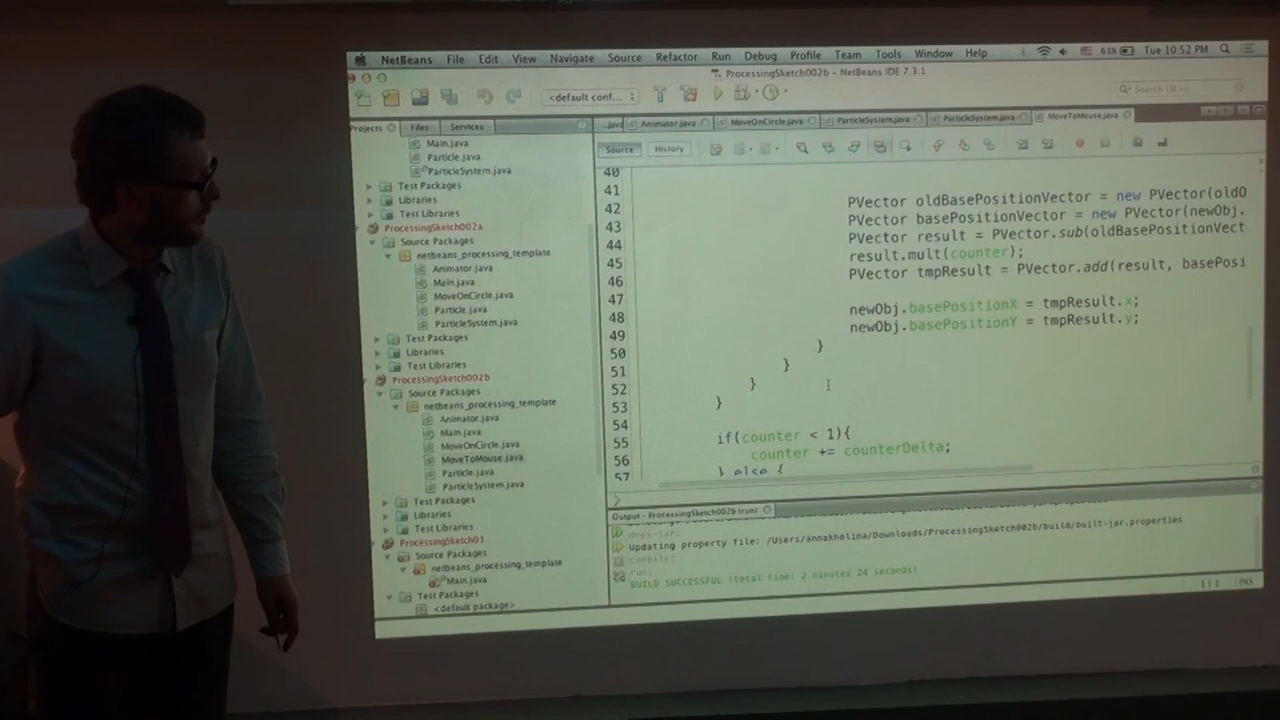 NetBeans File Edit View Navigate Source Refactor Run Debug Profile Team Tools Window Help 63% Tue 10:52 PM
ProcessingSketch002b – NetBeans IDE 7.3.1
<default conf...
Search (⌘+I)
Projects Files Services
...java Animator.java MoveOnCircle.java ParticleSystem.java ParticleSystem.java MoveToMouse.java
Source History
Main.java
Particle.java
ParticleSystem.java
Test Packages
Libraries
Test Libraries
ProcessingSketch002a
Source Packages
netbeans_processing_template
Animator.java
Main.java
MoveOnCircle.java
Particle.java
ParticleSystem.java
Test Packages
Libraries
Test Libraries
ProcessingSketch002b
Source Packages
netbeans_processing_template
Animator.java
Main.java
MoveOnCircle.java
MoveToMouse.java
Particle.java
ParticleSystem.java
Test Packages
Libraries
Test Libraries
ProcessingSketch01
Source Packages
netbeans_processing_template
Main.java
Test Packages
<default package>
40
41
42 PVector oldBasePositionVector = new PVector(oldO
43 PVector basePositionVector = new PVector(newObj.
44 PVector result = PVector.sub(oldBasePositionVect
45 result.mult(counter);
46 PVector tmpResult = PVector.add(result, basePosi
47
48 newObj.basePositionX = tmpResult.x;
49 newObj.basePositionY = tmpResult.y;
50 }
51 }
52 }
53 }
54
55 if(counter < 1){
56 counter += counterDelta;
57 } else {
Output - ProcessingSketch002b (run)
deps-jar:
Updating property file: /Users/annakholina/Downloads/ProcessingSketch002b/build/built-jar.properties
compile:
run:
BUILD SUCCESSFUL (total time: 2 minutes 24 seconds)
INS